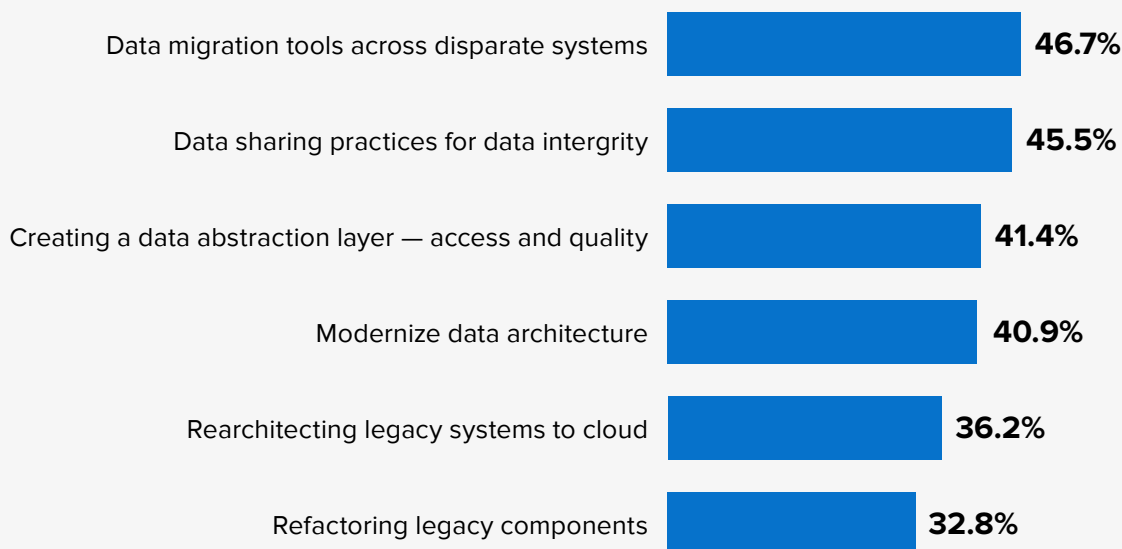 Data migration tools across disparate systems 46.7%
Data sharing practices for data intergrity 45.5%
Creating a data abstraction layer — access and quality 41.4%
Modernize data architecture 40.9%
Rearchitecting legacy systems to cloud 36.2%
Refactoring legacy components 32.8%